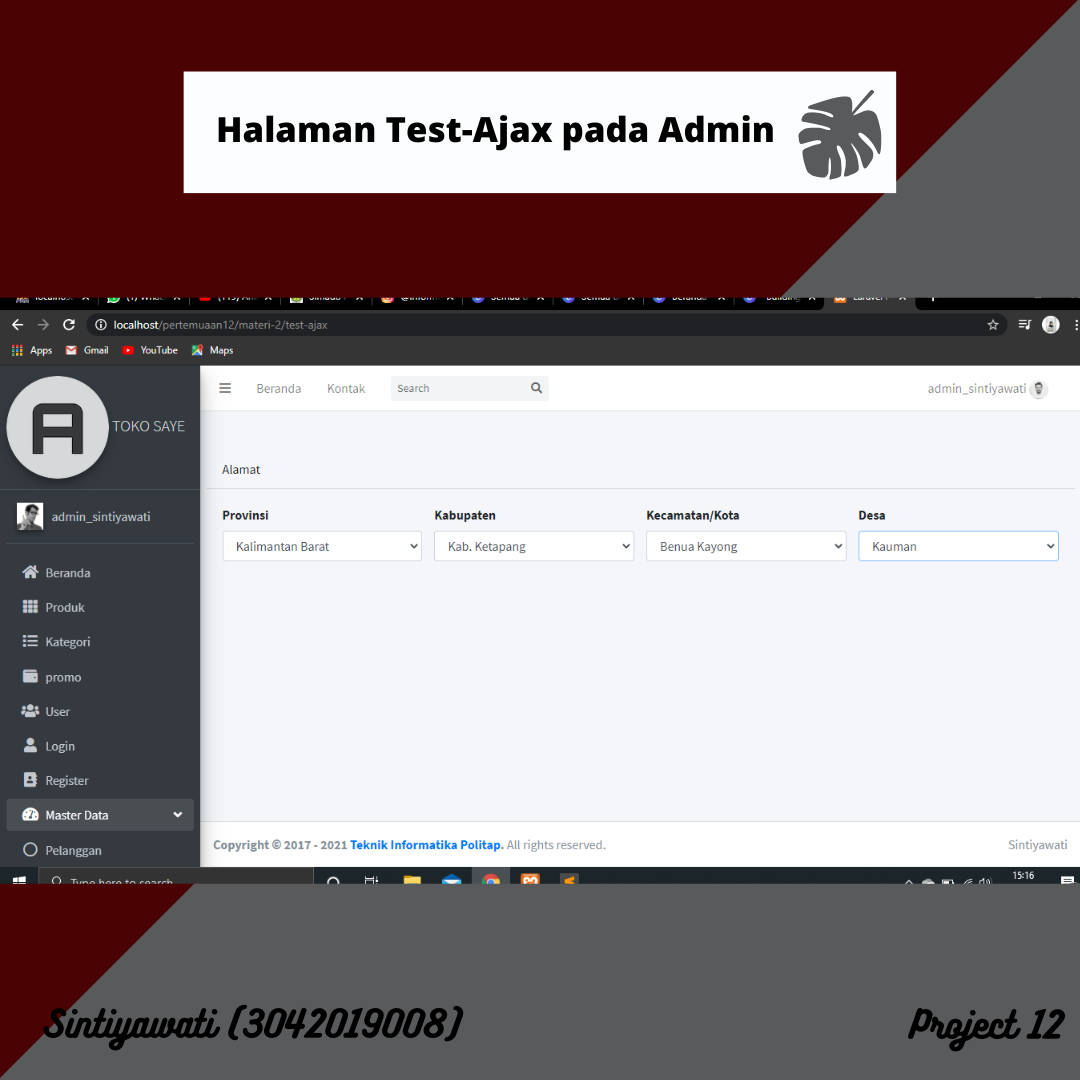 Halaman Test-Ajax pada Admin
localhost/pertemuaan12/materi-2/test-ajax
Apps Gmail YouTube Maps
TOKO SAYE
Beranda Kontak Search admin_sintiyawati
Alamat
admin_sintiyawati
Provinsi Kabupaten Kecamatan/Kota Desa
Kalimantan Barat Kab. Ketapang Benua Kayong Kauman
Beranda
Produk
Kategori
promo
User
Login
Register
Master Data
Pelanggan
Copyright © 2017 - 2021 Teknik Informatika Politap. All rights reserved. Sintiyawati
Type here to search
15:16
Sintiyawati (3042019008) Project 12